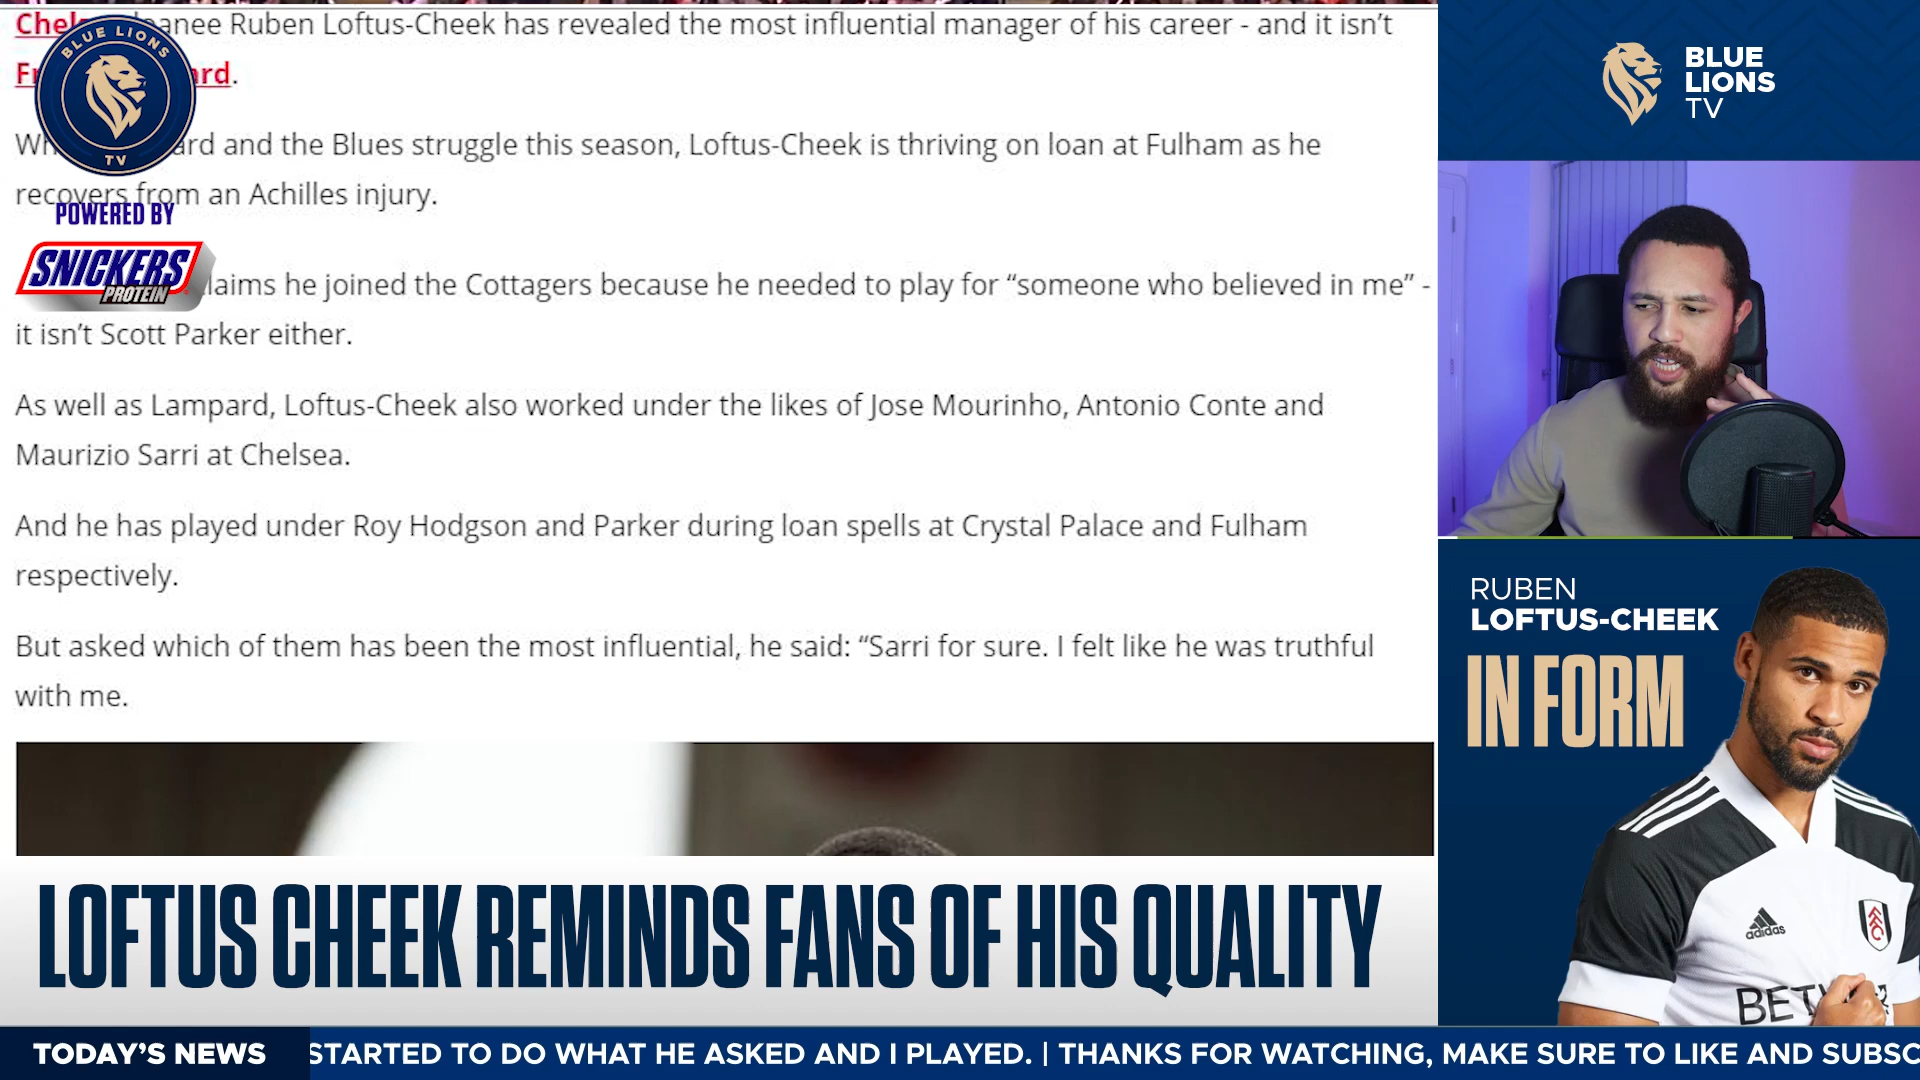 Chelsea loanee Ruben Loftus-Cheek has revealed the most influential manager of his career - and it isn’t
ard.
ard and the Blues struggle this season, Loftus-Cheek is thriving on loan at Fulham as he
recovers from an Achilles injury.
claims he joined the Cottagers because he needed to play for “someone who believed in me” -
it isn’t Scott Parker either.
As well as Lampard, Loftus-Cheek also worked under the likes of Jose Mourinho, Antonio Conte and
Maurizio Sarri at Chelsea.
And he has played under Roy Hodgson and Parker during loan spells at Crystal Palace and Fulham
respectively.
But asked which of them has been the most influential, he said: “Sarri for sure. I felt like he was truthful
with me.
BLUE LIONS
TV
POWERED BY
SNICKERS
PROTEIN
BLUE
LIONS
TV
RUBEN
LOFTUS-CHEEK
IN FORM
adidas
FFC
BET
LOFTUS CHEEK REMINDS FANS OF HIS QUALITY
TODAY’S NEWS
STARTED TO DO WHAT HE ASKED AND I PLAYED. | THANKS FOR WATCHING, MAKE SURE TO LIKE AND SUBSC